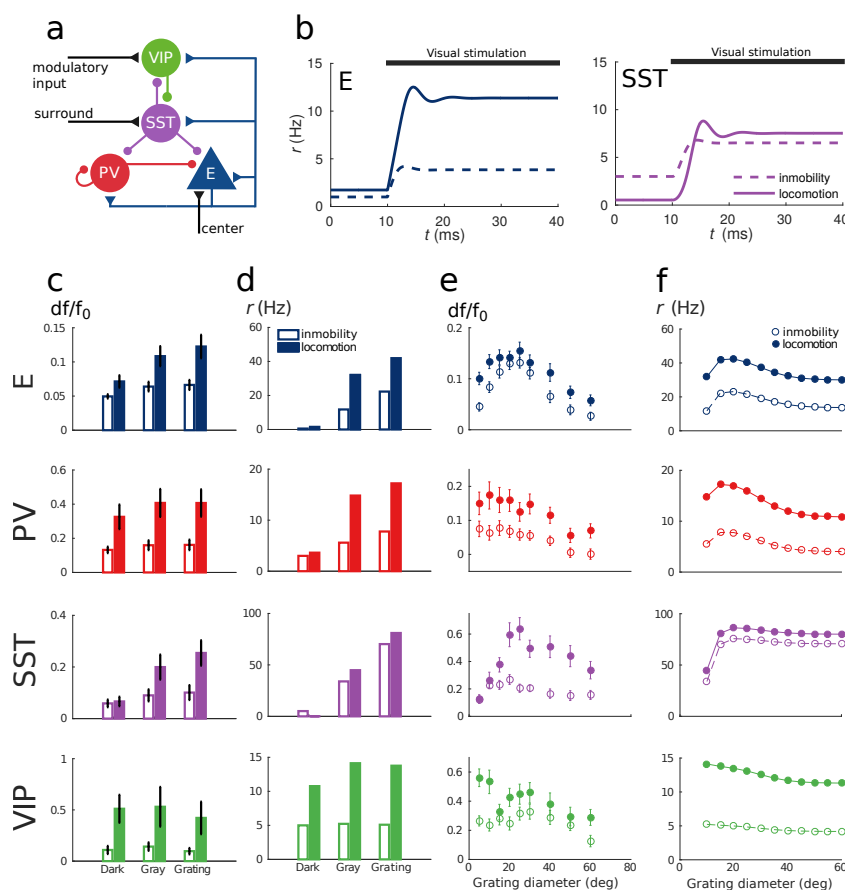 a
VIP
modulatory
input
surround
SST
PV
E
center
b
Visual stimulation
E
15
10
5
0
r (Hz)
0 10 20 30 40
t (ms)
Visual stimulation
SST
15
10
5
0
inmobility
locomotion
0 10 20 30 40
t (ms)
c
df/f0
d
r (Hz)
e
df/f0
f
r (Hz)
E
0.15
0.1
0.05
0
60
40
20
0
inmobility
locomotion
0.2
0.1
0
60
40
20
0
inmobility
locomotion
PV
0.6
0.4
0.2
0
20
10
0
0.2
0.1
0
20
10
0
SST
0.4
0.2
0
100
50
0
0.6
0.4
0.2
0
100
50
0
VIP
1
0.5
0
Dark Gray Grating
15
10
5
0
Dark Gray Grating
0.6
0.4
0.2
0
0 20 40 60 80
Grating diameter (deg)
15
10
5
0
0 20 40 60
Grating diameter (deg)